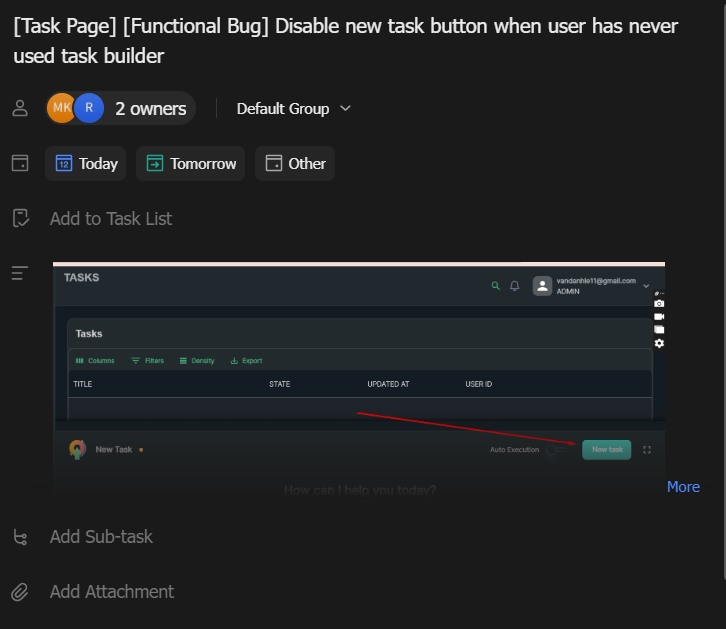 [Task Page] [Functional Bug] Disable new task button when user has never
used task builder
MK R 2 owners Default Group
12 Today Tomorrow Other
Add to Task List
TASKS
vandanhle11@gmail.com
ADMIN
Tasks
Columns Filters Density Export
TITLE STATE UPDATED AT USER ID
New Task Auto Execution New task
How can I help you today?
More
Add Sub-task
Add Attachment